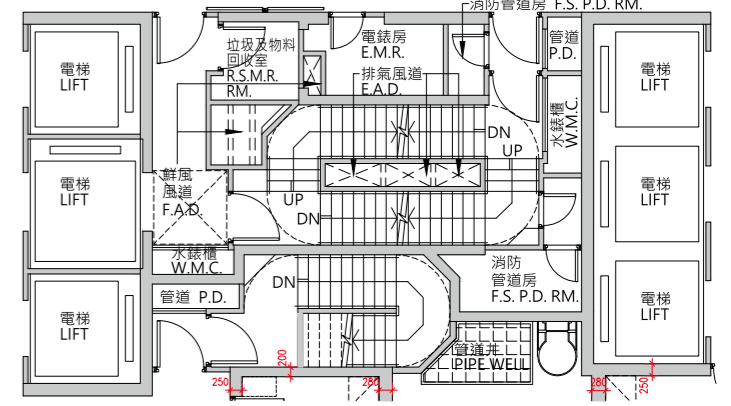 消防管道房 F.S. P.D. RM.
電梯
LIFT
垃圾及物料
回收室
R.S.M.R.
RM.
電錶房
E.M.R.
排氣風道
E.A.D.
管道
P.D.
電梯
LIFT
水錶櫃
W.M.C.
DN
UP
電梯
LIFT
鮮風
風道
F.A.D.
UP
DN
電梯
LIFT
水錶櫃
W.M.C.
管道 P.D.
DN
消防
管道房
F.S. P.D. RM.
電梯
LIFT
電梯
LIFT
管道井
PIPE WELL
200
250
280
280
250